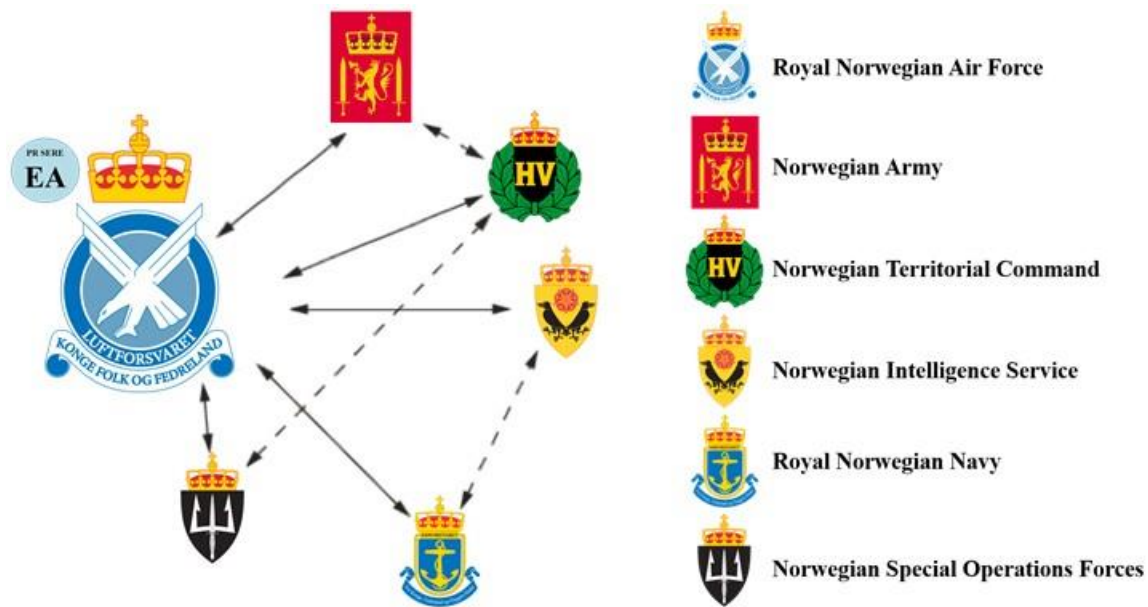 PR SERE
EA
LUFTFORSVARET
KONGE FOLK OG FEDRELAND
HV
Royal Norwegian Air Force
Norwegian Army
HV
Norwegian Territorial Command
Norwegian Intelligence Service
Royal Norwegian Navy
Norwegian Special Operations Forces